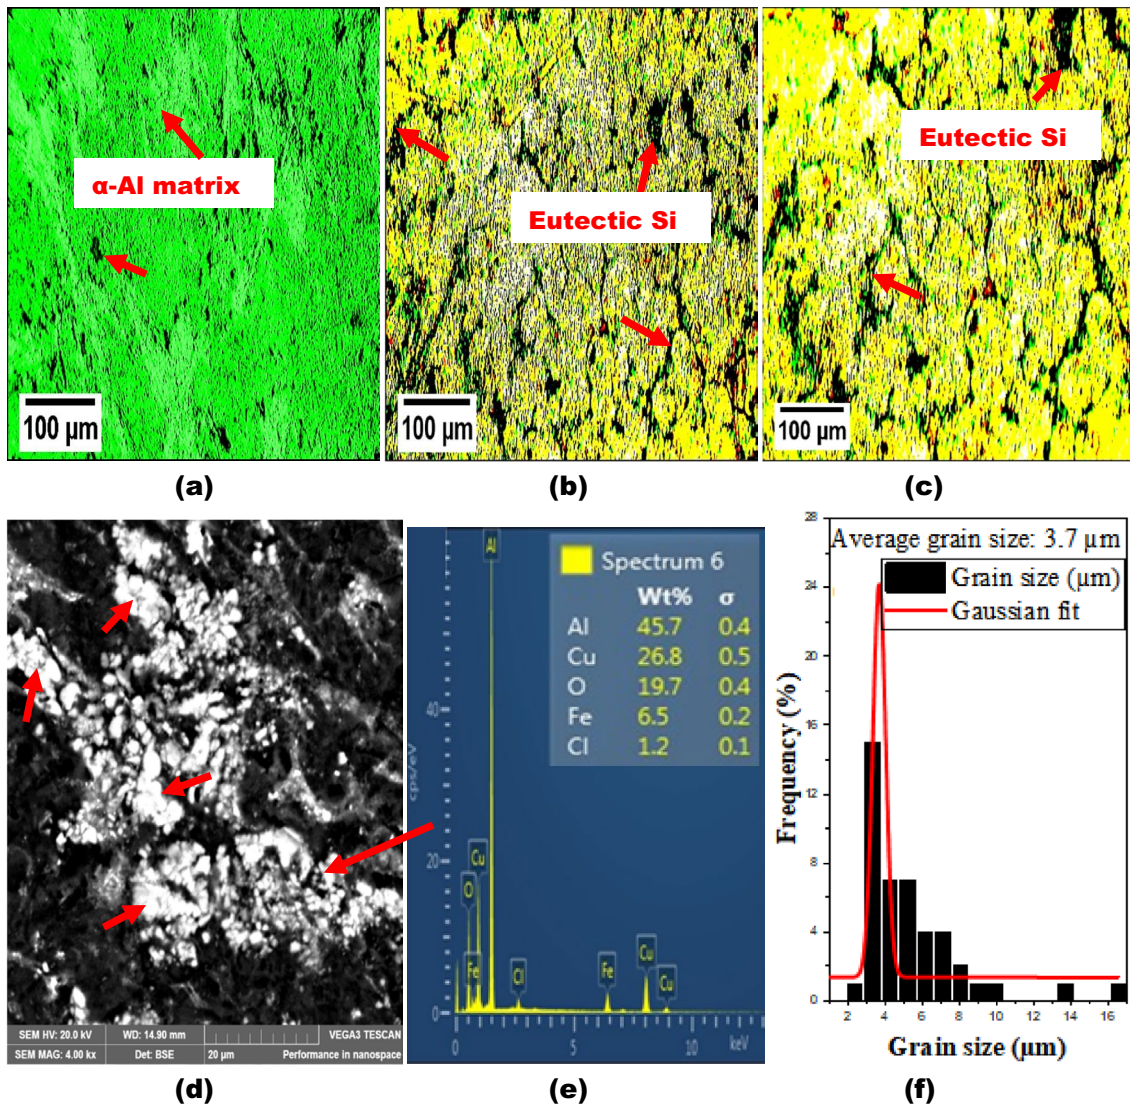 α-Al matrix
100 µm
(a)
Eutectic Si
100 µm
(b)
Eutectic Si
100 µm
(c)
SEM HV: 20.0 kV
WD: 14.90 mm
VEGA3 TESCAN
SEM MAG: 4.00 kx
Det: BSE
20 µm
Performance in nanospace
(d)
Spectrum 6
Wt% σ
Al 45.7 0.4
Cu 26.8 0.5
O 19.7 0.4
Fe 6.5 0.2
Cl 1.2 0.1
Al
40
cps/eV
20
Cu
O
Fe
Cl
Fe
Cu
Cu
0
0 5 10 keV
(e)
Average grain size: 3.7 µm
Grain size (µm)
Gaussian fit
Frequency (%)
28
24
20
16
12
8
4
0
2 4 6 8 10 12 14 16
Grain size (µm)
(f)